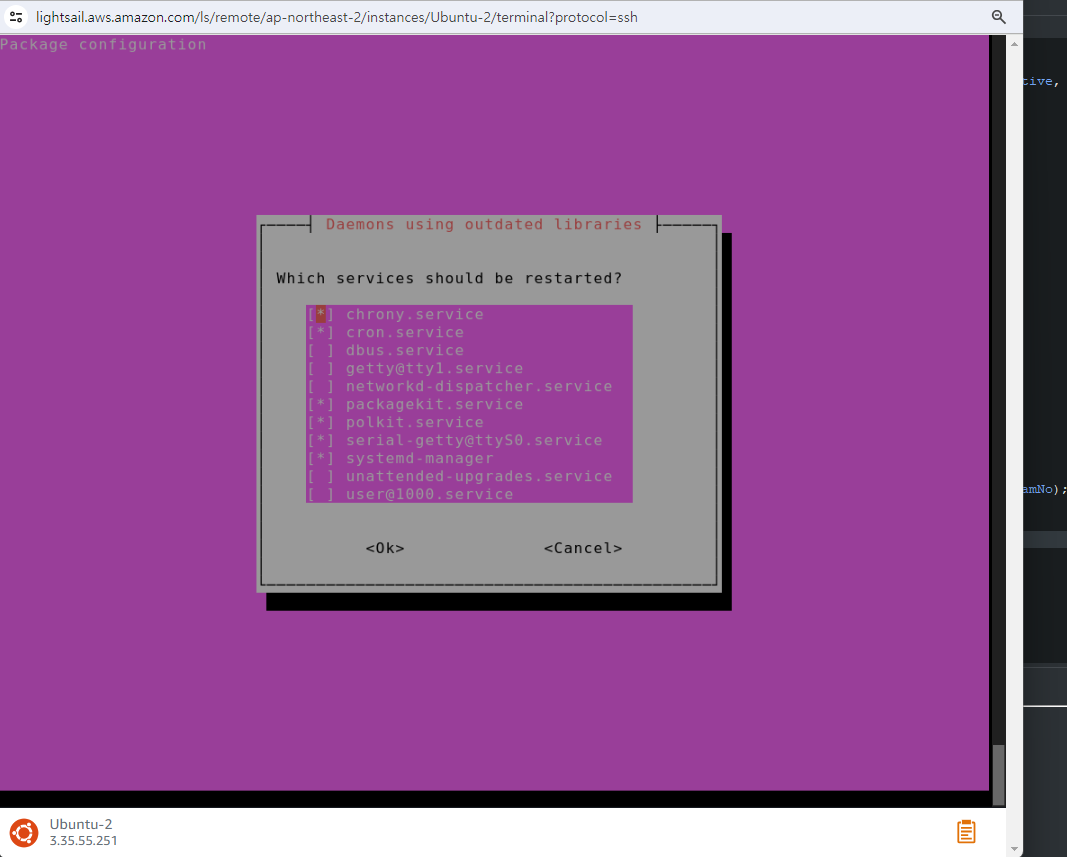 lightsail.aws.amazon.com/ls/remote/ap-northeast-2/instances/Ubuntu-2/terminal?protocol=ssh
Package configuration
tive,
Daemons using outdated libraries
Which services should be restarted?
[*] chrony.service
[*] cron.service
[ ] dbus.service
[ ] getty@tty1.service
[ ] networkd-dispatcher.service
[*] packagekit.service
[*] polkit.service
[*] serial-getty@ttyS0.service
[*] systemd-manager
[ ] unattended-upgrades.service
amNo);
[ ] user@1000.service
<Ok> <Cancel>
Ubuntu-2
3.35.55.251